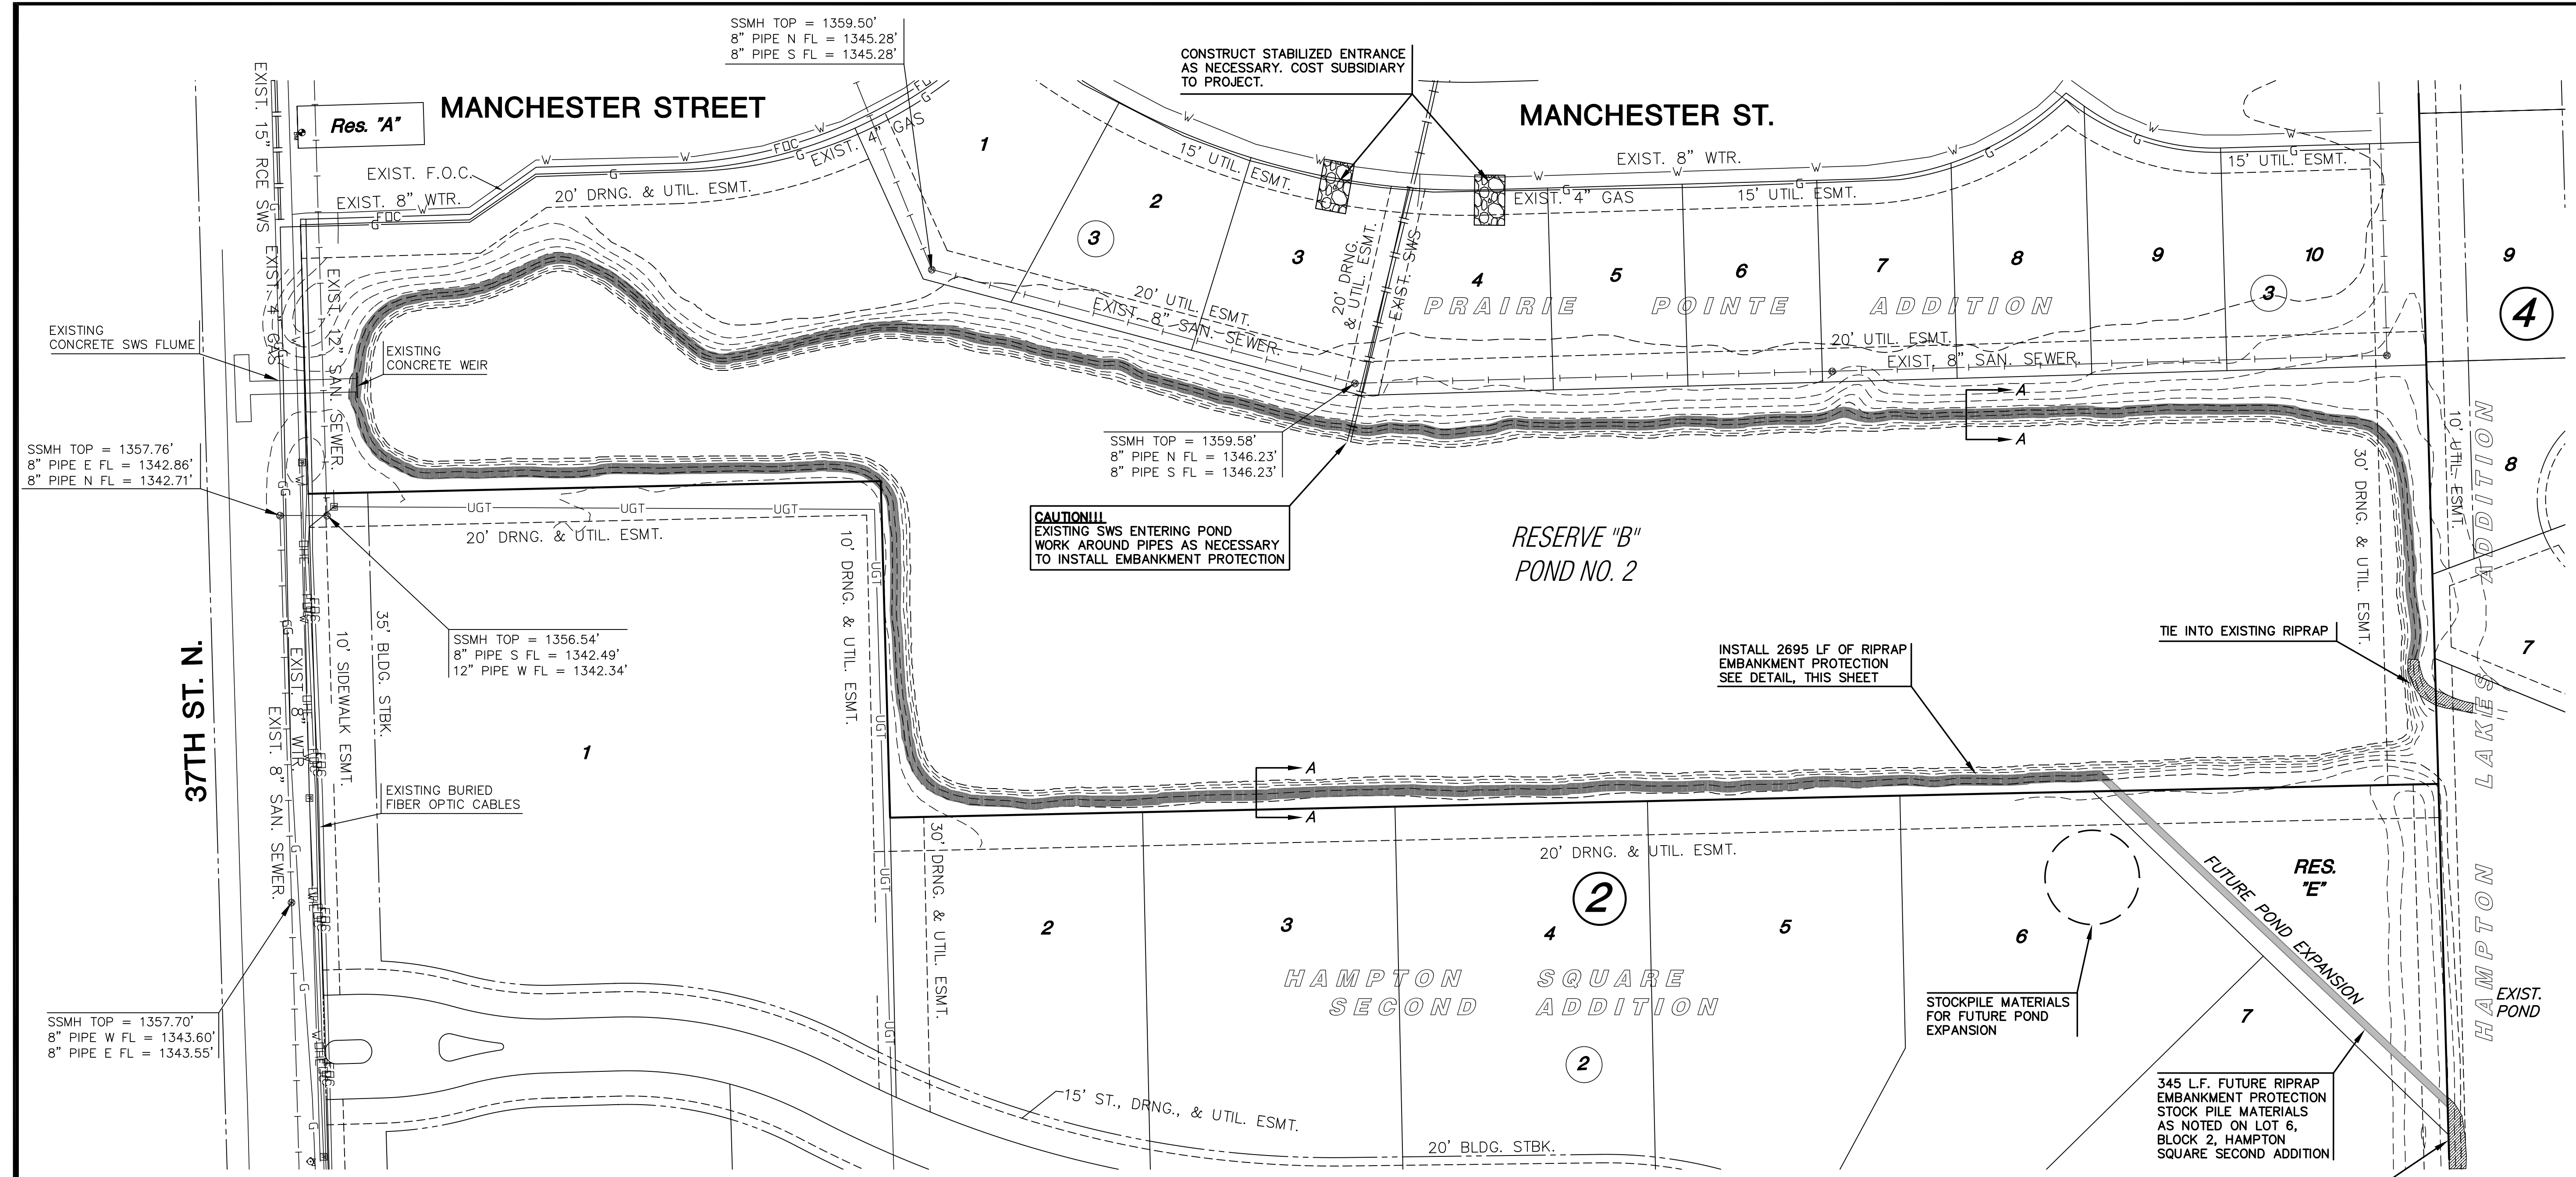 SSMH TOP = 1359.50'
8" PIPE N FL = 1345.28'
8" PIPE S FL = 1345.28'
CONSTRUCT STABILIZED ENTRANCE
AS NECESSARY. COST SUBSIDIARY
TO PROJECT.
MANCHESTER STREET
MANCHESTER ST.
Res. "A"
EXIST. 15" RCE SWS
EXIST. 4" GAS
EXIST. F.O.C.
EXIST. 8" WTR.
FOC
W
G
20' DRNG. & UTIL. ESMT.
EXIST. 4" GAS
EXIST. 12" SAN. SEWER
1
2
3
3
15' UTIL. ESMT.
EXIST. 8" WTR.
EXIST. 4" GAS
15' UTIL. ESMT.
15' UTIL. ESMT.
20' DRNG.
& UTIL. ESMT.
EXIST. SWS
4
5
6
7
8
9
10
3
9
4
PRAIRIE POINTE ADDITION
20' UTIL. ESMT.
EXIST. 8" SAN. SEWER.
20' UTIL. ESMT.
EXIST. 8" SAN. SEWER.
EXISTING
CONCRETE SWS FLUME
EXISTING
CONCRETE WEIR
A
A
SSMH TOP = 1357.76'
8" PIPE E FL = 1342.86'
8" PIPE N FL = 1342.71'
SSMH TOP = 1359.58'
8" PIPE N FL = 1346.23'
8" PIPE S FL = 1346.23'
CAUTION!!!
EXISTING SWS ENTERING POND
WORK AROUND PIPES AS NECESSARY
TO INSTALL EMBANKMENT PROTECTION
RESERVE "B"
POND NO. 2
UGT
UGT
UGT
20' DRNG. & UTIL. ESMT.
10' DRNG. & UTIL. ESMT.
UGT
UGT
UGT
UGT
30' DRNG. & UTIL. ESMT.
10' UTIL. ESMT.
8
7
HAMPTON LAKES ADDITION
SSMH TOP = 1356.54'
8" PIPE S FL = 1342.49'
12" PIPE W FL = 1342.34'
TIE INTO EXISTING RIPRAP
INSTALL 2695 LF OF RIPRAP
EMBANKMENT PROTECTION
SEE DETAIL, THIS SHEET
37TH ST. N.
EXIST. 8" WTR.
EXIST. 8" SAN. SEWER.
10' SIDEWALK ESMT.
35' BLDG. STBK.
1
EXISTING BURIED
FIBER OPTIC CABLES
A
A
30' DRNG. & UTIL. ESMT.
20' DRNG. & UTIL. ESMT.
2
2
3
4
5
6
RES.
"E"
FUTURE POND EXPANSION
HAMPTON SQUARE
SECOND ADDITION
STOCKPILE MATERIALS
FOR FUTURE POND
EXPANSION
7
EXIST.
POND
SSMH TOP = 1357.70'
8" PIPE W FL = 1343.60'
8" PIPE E FL = 1343.55'
2
15' ST., DRNG., & UTIL. ESMT.
20' BLDG. STBK.
345 L.F. FUTURE RIPRAP
EMBANKMENT PROTECTION
STOCK PILE MATERIALS
AS NOTED ON LOT 6,
BLOCK 2, HAMPTON
SQUARE SECOND ADDITION